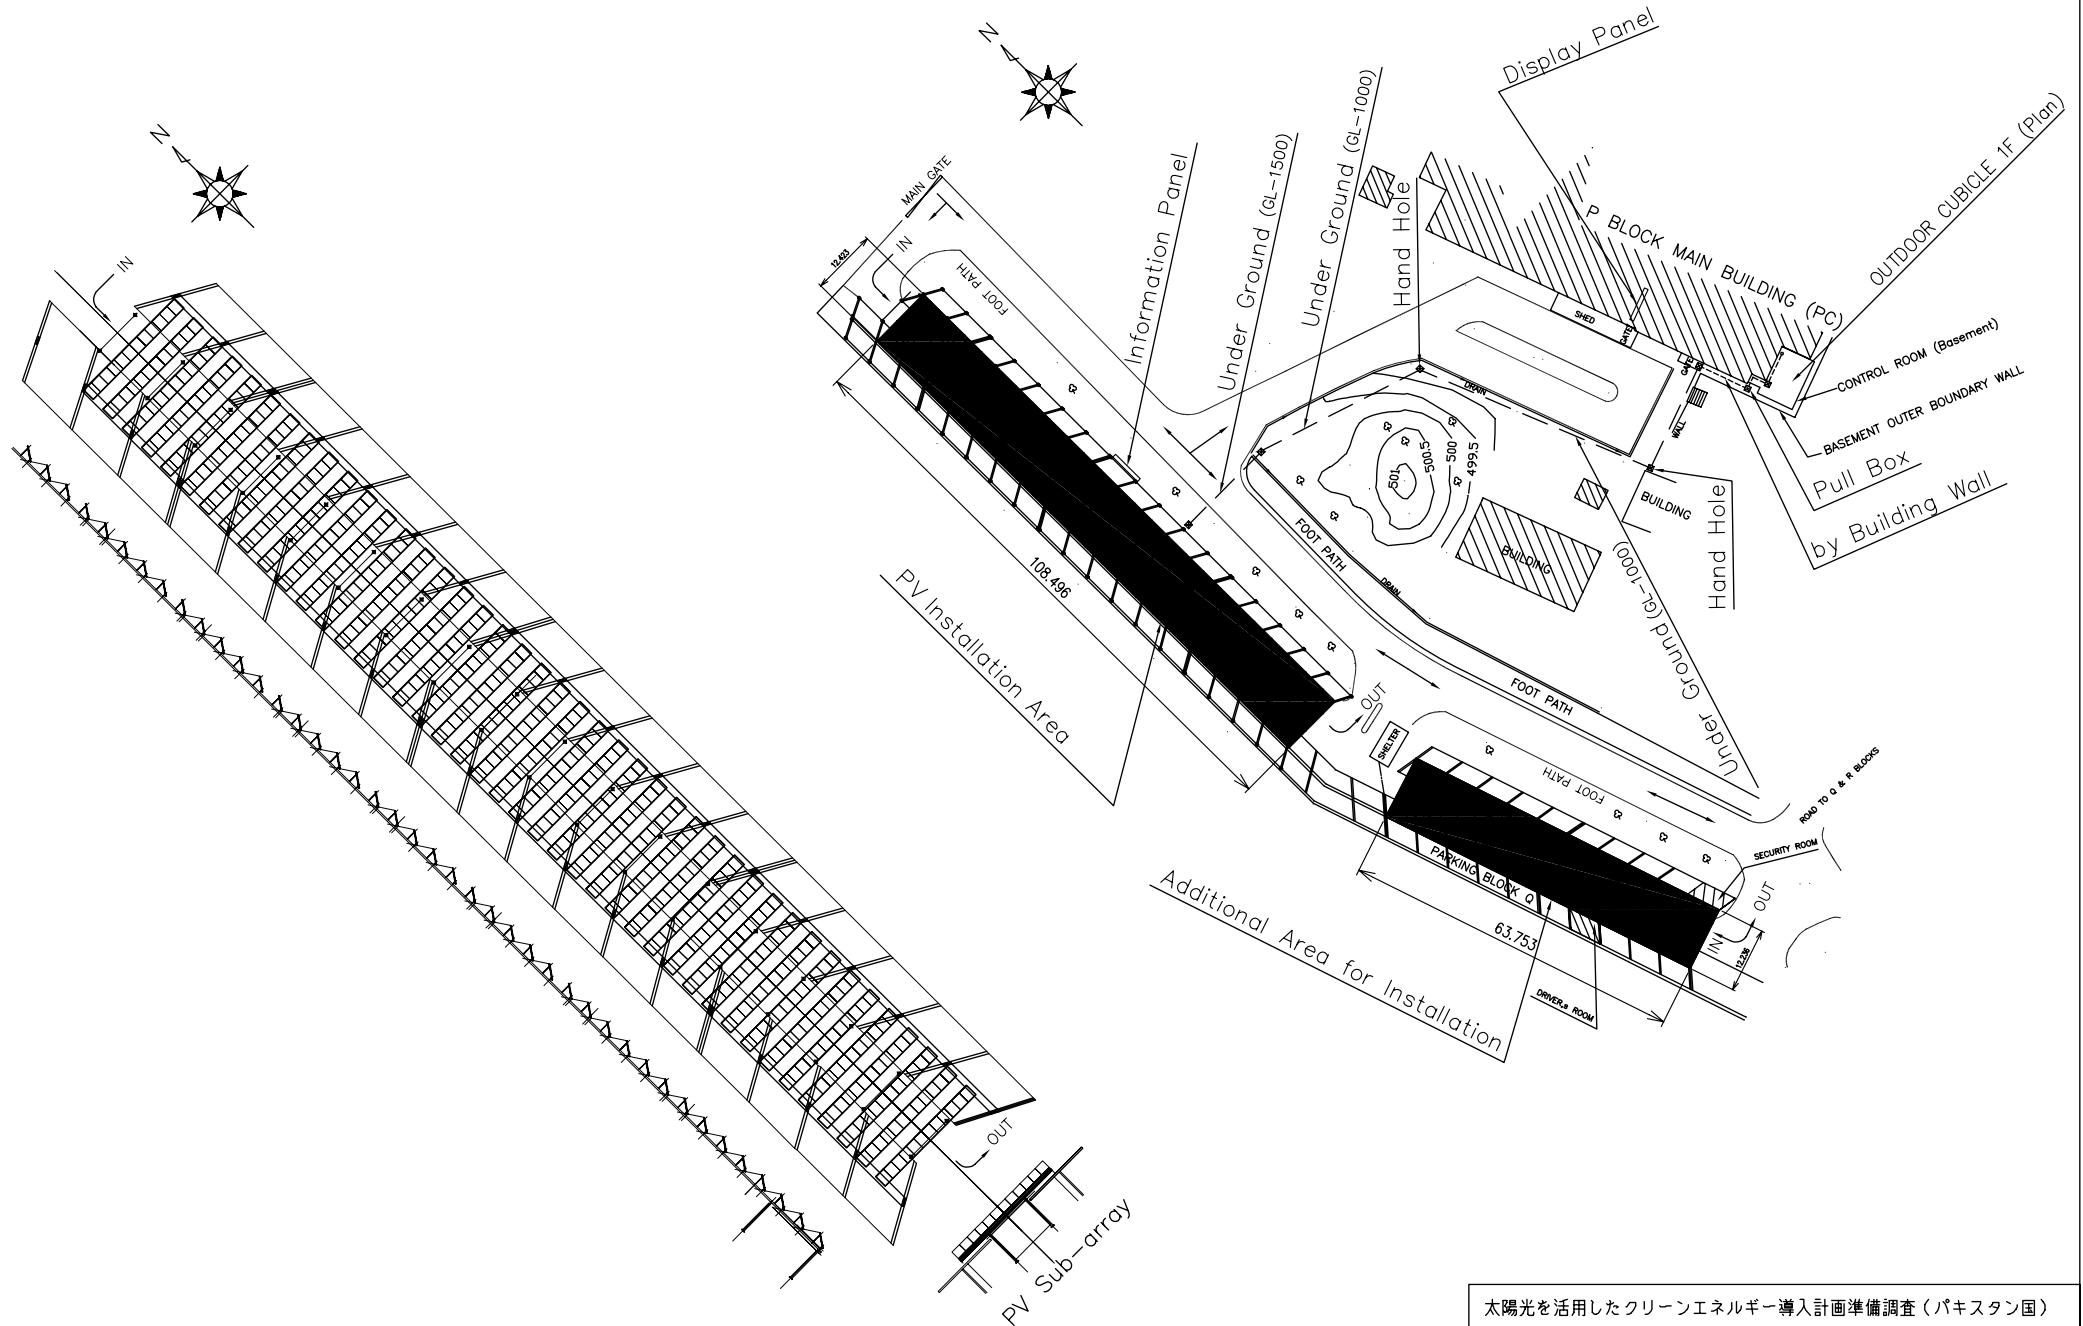 N
IN
OUT
PV Sub-array
N
MAIN GATE
12.423
IN
FOOT PATH
Information Panel
Under Ground (GL-1500)
Under Ground (GL-1000)
Hand Hole
Display Panel
P BLOCK MAIN BUILDING (PC)
OUTDOOR CUBICLE 1F (Plan)
SHED
GATE
GATE
CONTROL ROOM (Basement)
BASEMENT OUTER BOUNDARY WALL
Pull Box
by Building Wall
DRAIN
WALL
501
500.5
500
499.5
BUILDING
BUILDING
Hand Hole
Under Ground (GL-1000)
FOOT PATH
DRAIN
FOOT PATH
108.496
PV Installation Area
OUT
SHELTER
FOOT PATH
ROAD TO Q & R BLOCKS
SECURITY ROOM
OUT
IN
12.236
PARKING BLOCK Q
63.753
Additional Area for Installation
DRIVER,s ROOM
太陽光を活用したクリーンエネルギー導入計画準備調査（パキスタン国）